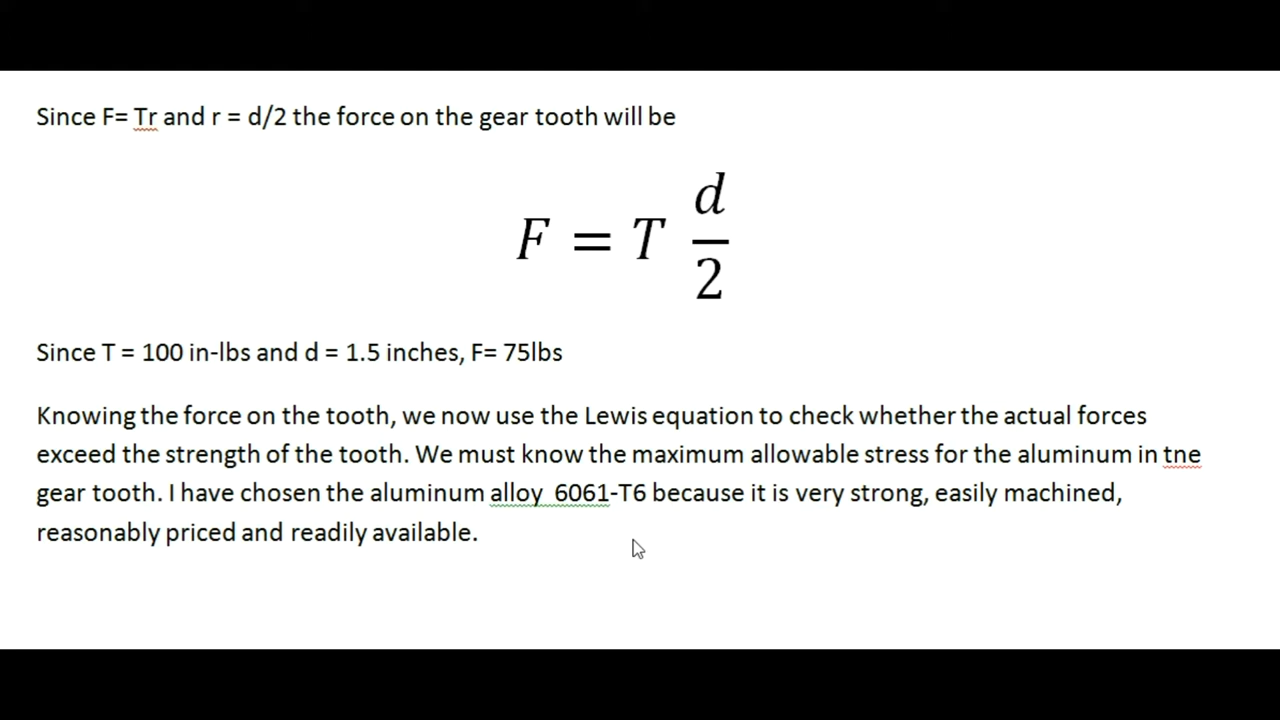 Since F= Tr and r = d/2 the force on the gear tooth will be
F = T d/2
Since T = 100 in-lbs and d = 1.5 inches, F= 75lbs
Knowing the force on the tooth, we now use the Lewis equation to check whether the actual forces
exceed the strength of the tooth. We must know the maximum allowable stress for the aluminum in tne
gear tooth. I have chosen the aluminum alloy  6061-T6 because it is very strong, easily machined,
reasonably priced and readily available.